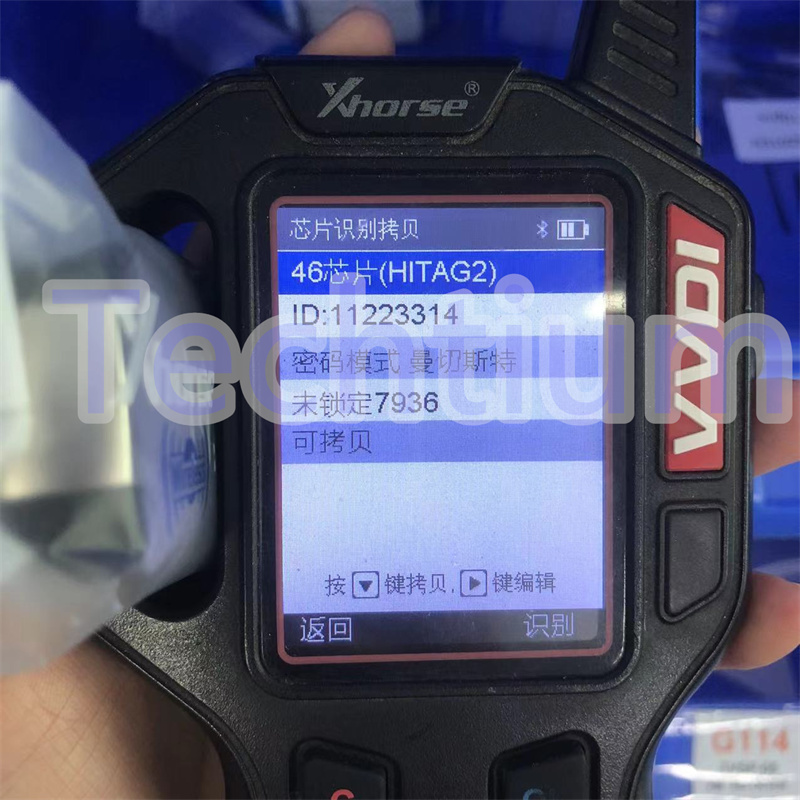 Xhorse®
芯片识别拷贝
46芯片(HITAG2)
ID:11223314
密码模式 曼切斯特
未锁定7936
可拷贝
按▼键拷贝,▶键编辑
返回
识别
VVDI
Techtium
G114